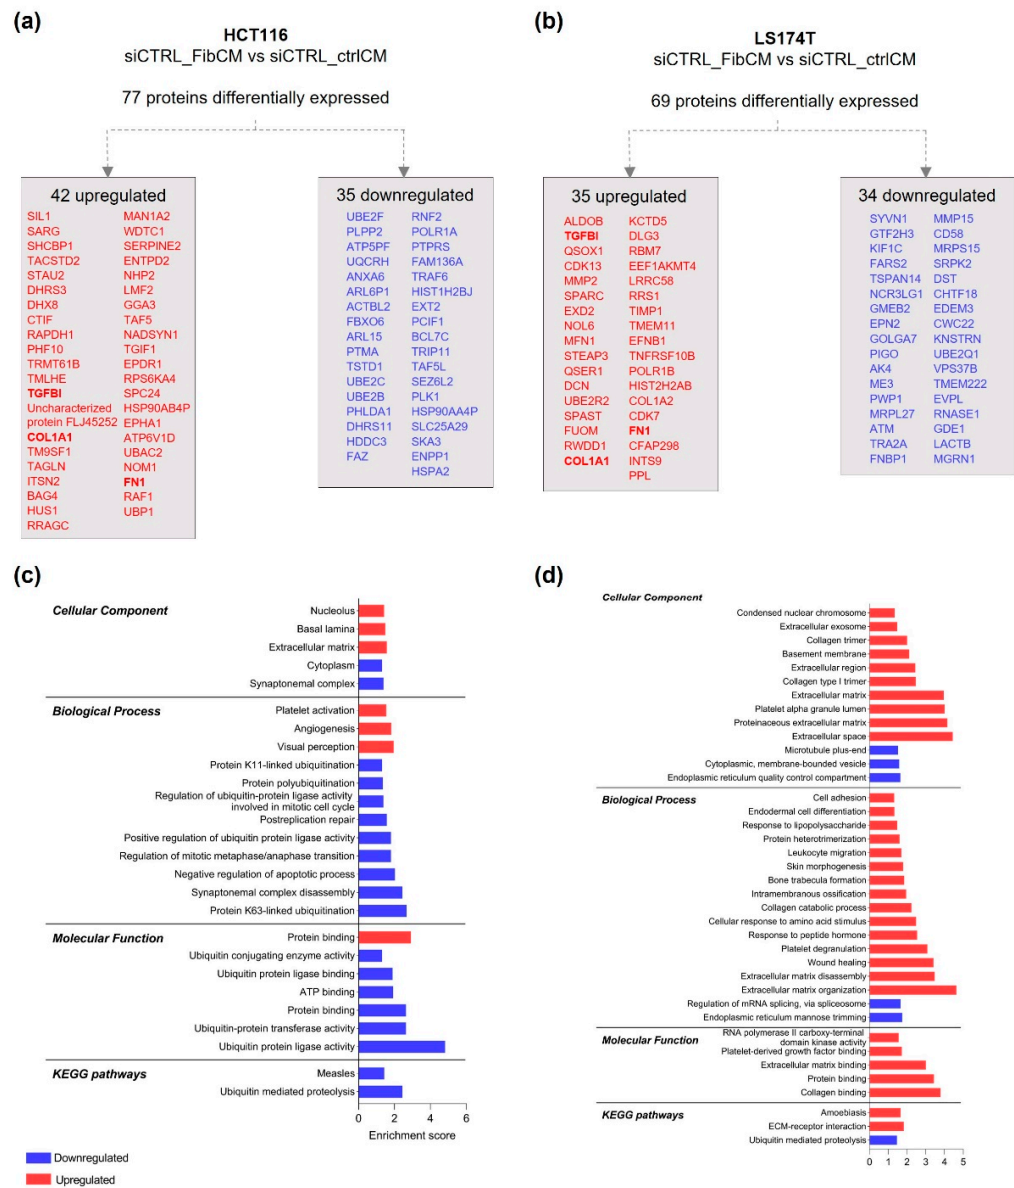 (a)
HCT116
siCTRL_FibCM vs siCTRL_ctrlCM
77 proteins differentially expressed
42 upregulated
SIL1
SARG
SHCBP1
TACSTD2
STAU2
DHRS3
DHX8
CTIF
RAPDH1
PHF10
TRMT61B
TMLHE
TGFBI
Uncharacterized
protein FLJ45252
COL1A1
TM9SF1
TAGLN
ITSN2
BAG4
HUS1
RRAGC
MAN1A2
WDTC1
SERPINE2
ENTPD2
NHP2
LMF2
GGA3
TAF5
NADSYN1
TGIF1
EPDR1
RPS6KA4
SPC24
HSP90AB4P
EPHA1
ATP6V1D
UBAC2
NOM1
FN1
RAF1
UBP1
35 downregulated
UBE2F
PLPP2
ATP5PF
UQCRH
ANXA6
ARL6P1
ACTBL2
FBXO6
ARL15
PTMA
TSTD1
UBE2C
UBE2B
PHLDA1
DHRS11
HDDC3
FAZ
RNF2
POLR1A
PTPRS
FAM136A
TRAF6
HIST1H2BJ
EXT2
PCIF1
BCL7C
TRIP11
TAF5L
SEZ6L2
PLK1
HSP90AA4P
SLC25A29
SKA3
ENPP1
HSPA2
(b)
LS174T
siCTRL_FibCM vs siCTRL_ctrlCM
69 proteins differentially expressed
35 upregulated
ALDOB
TGFBI
QSOX1
CDK13
MMP2
SPARC
EXD2
NOL6
MFN1
STEAP3
QSER1
DCN
UBE2R2
SPAST
FUOM
RWDD1
COL1A1
KCTD5
DLG3
RBM7
EEF1AKMT4
LRRC58
RRS1
TIMP1
TMEM11
EFNB1
TNFRSF10B
POLR1B
HIST2H2AB
COL1A2
CDK7
FN1
CFAP298
INTS9
PPL
34 downregulated
SYVN1
GTF2H3
KIF1C
FARS2
TSPAN14
NCR3LG1
GMEB2
EPN2
GOLGA7
PIGO
AK4
ME3
PWP1
MRPL27
ATM
TRA2A
FNBP1
MMP15
CD58
MRPS15
SRPK2
DST
CHTF18
EDEM3
CWC22
KNSTRN
UBE2Q1
VPS37B
TMEM222
EVPL
RNASE1
GDE1
LACTB
MGRN1
(c)
Cellular Component
Nucleolus
Basal lamina
Extracellular matrix
Cytoplasm
Synaptonemal complex
Biological Process
Platelet activation
Angiogenesis
Visual perception
Protein K11-linked ubiquitination
Protein polyubiquitination
Regulation of ubiquitin-protein ligase activity
involved in mitotic cell cycle
Postreplication repair
Positive regulation of ubiquitin protein ligase activity
Regulation of mitotic metaphase/anaphase transition
Negative regulation of apoptotic process
Synaptonemal complex disassembly
Protein K63-linked ubiquitination
Molecular Function
Protein binding
Ubiquitin conjugating enzyme activity
Ubiquitin protein ligase binding
ATP binding
Protein binding
Ubiquitin-protein transferase activity
Ubiquitin protein ligase activity
KEGG pathways
Measles
Ubiquitin mediated proteolysis
0 2 4 6
Enrichment score
Downregulated
Upregulated
(d)
Cellular Component
Condensed nuclear chromosome
Extracellular exosome
Collagen trimer
Basement membrane
Extracellular region
Collagen type I trimer
Extracellular matrix
Platelet alpha granule lumen
Proteinaceous extracellular matrix
Extracellular space
Microtubule plus-end
Cytoplasmic, membrane-bounded vesicle
Endoplasmic reticulum quality control compartment
Biological Process
Cell adhesion
Endodermal cell differentiation
Response to lipopolysaccharide
Protein heterotrimerization
Leukocyte migration
Skin morphogenesis
Bone trabecula formation
Intramembranous ossification
Collagen catabolic process
Cellular response to amino acid stimulus
Response to peptide hormone
Platelet degranulation
Wound healing
Extracellular matrix disassembly
Extracellular matrix organization
Regulation of mRNA splicing, via spliceosome
Endoplasmic reticulum mannose trimming
Molecular Function
RNA polymerase II carboxy-terminal
domain kinase activity
Platelet-derived growth factor binding
Extracellular matrix binding
Protein binding
Collagen binding
KEGG pathways
Amoebiasis
ECM-receptor interaction
Ubiquitin mediated proteolysis
0 1 2 3 4 5